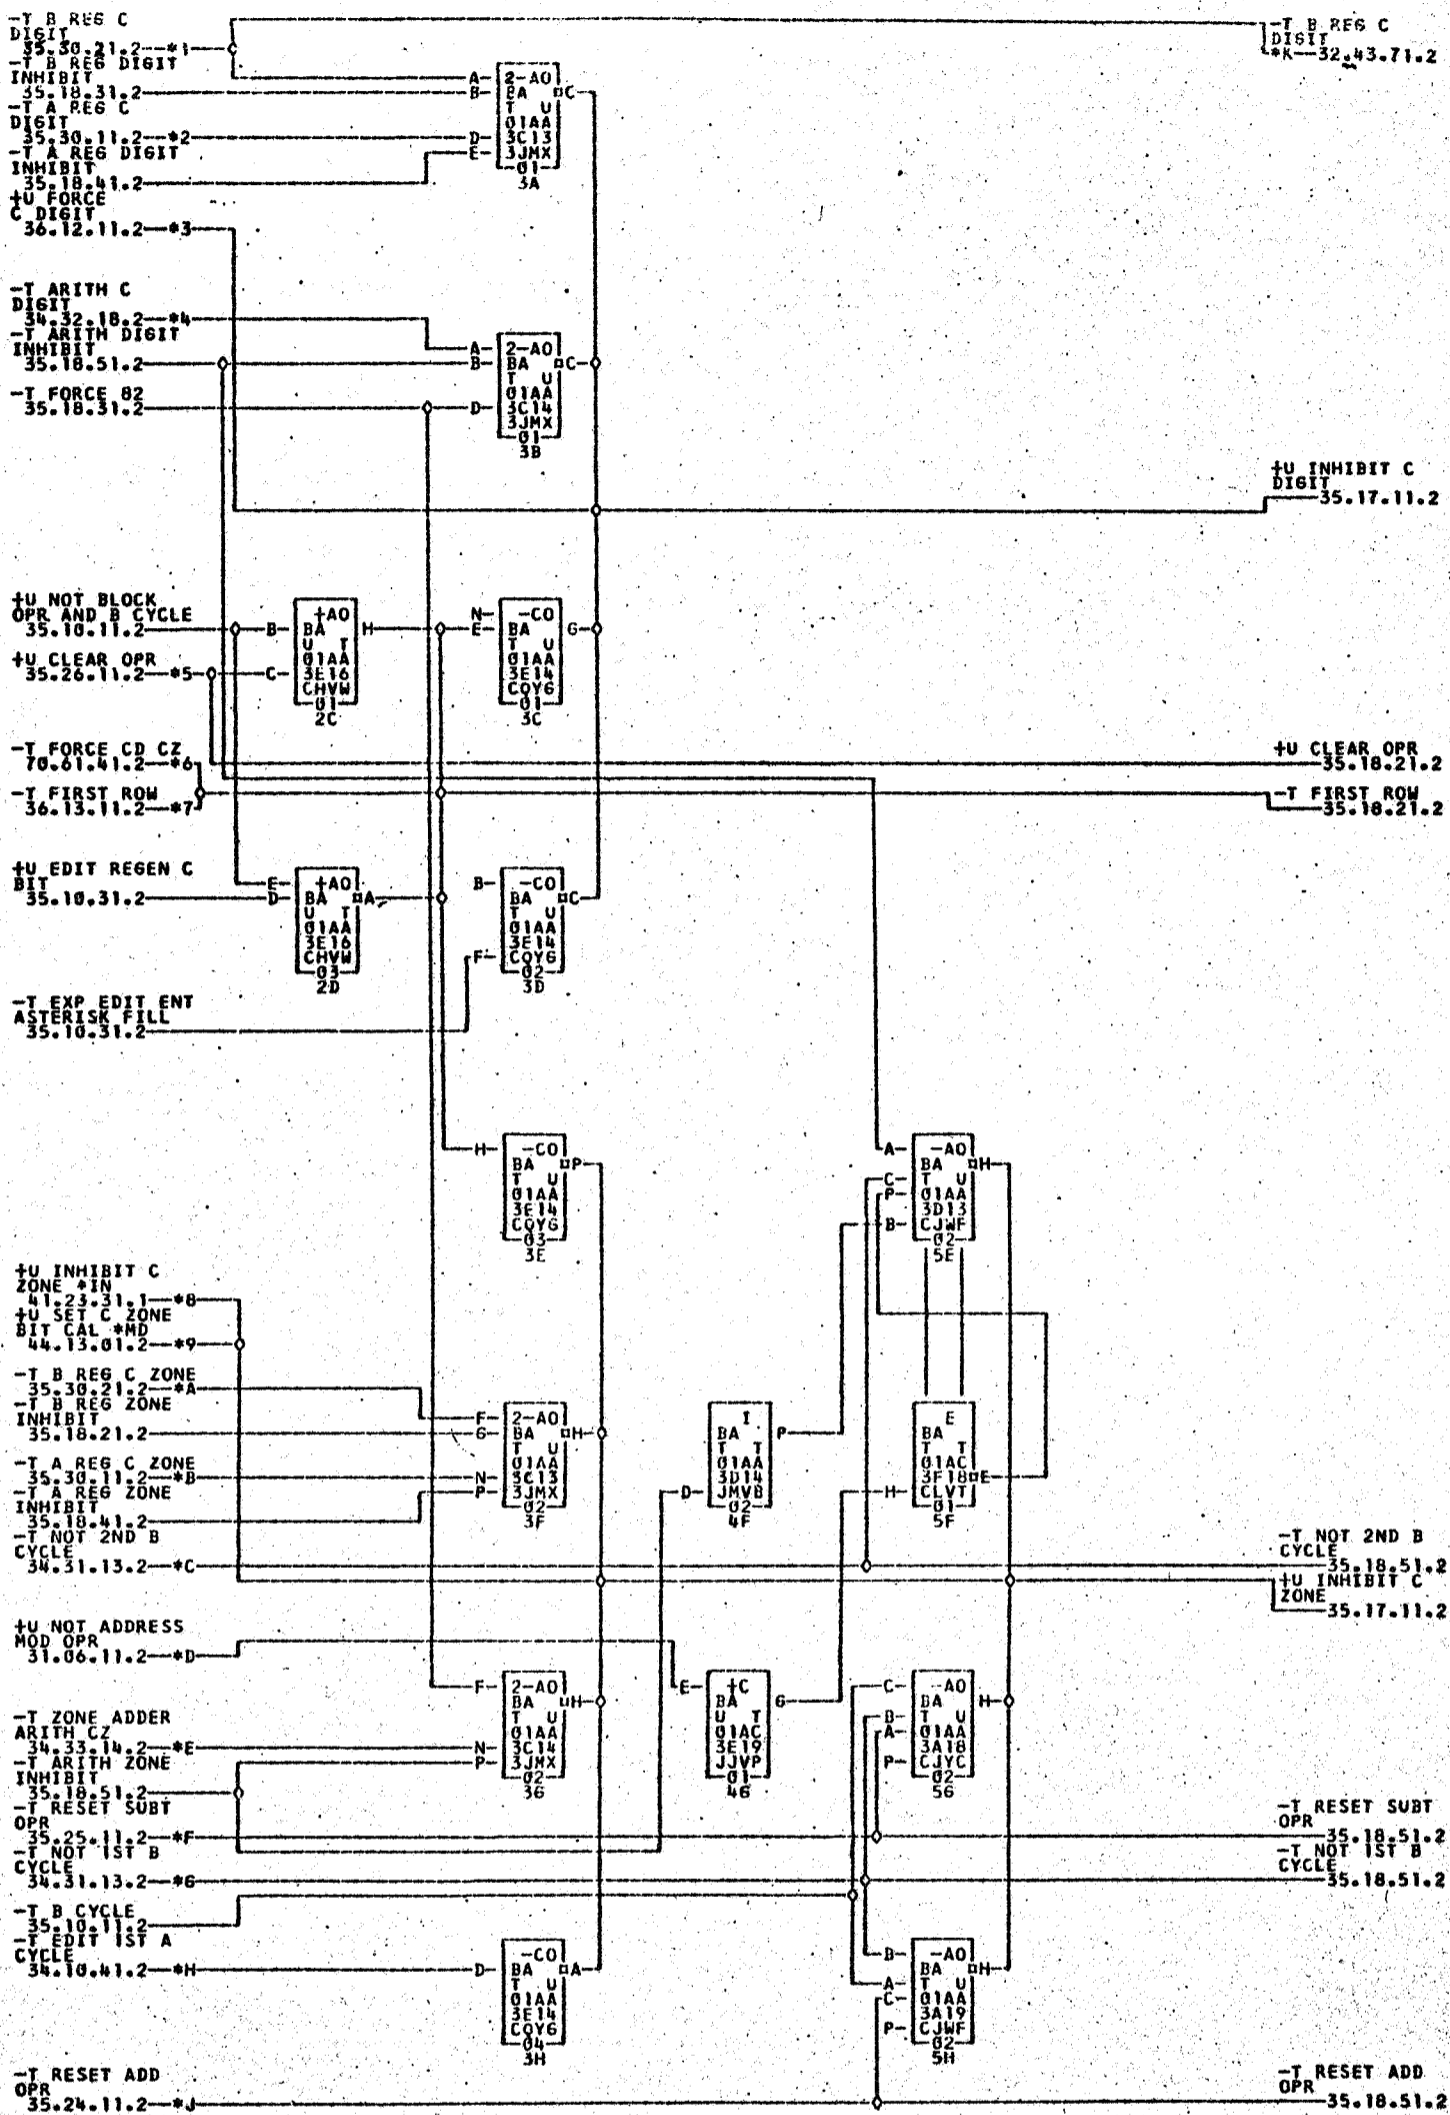 -T B REG C
DIGIT
35.30.21.2---*1
-T B REG DIGIT
INHIBIT
35.18.31.2
-T A REG C
DIGIT
35.30.11.2---*2
-T A REG DIGIT
INHIBIT
35.18.41.2
+U FORCE
C DIGIT
36.12.11.2---*3
-T B REG C
DIGIT
*K--32.43.71.2
A- 2-AO
B- BA C
T U
01AA
D- 3C13
E- 3JMX
01
3A
-T ARITH C
DIGIT
34.32.18.2---*4
-T ARITH DIGIT
INHIBIT
35.18.51.2
-T FORCE 82
35.18.31.2
A- 2-AO
B- BA C
T U
01AA
D- 3C14
3JMX
01
3B
+U INHIBIT C
DIGIT
35.17.11.2
+U NOT BLOCK
OPR AND B CYCLE
35.10.11.2
+U CLEAR OPR
35.26.11.2---*5
+AO
B- BA H
U T
01AA
C- 3E16
CHVW
01
2C
N- -CO
E- BA G
T U
01AA
3E14
CQYG
01
3C
-T FORCE CD CZ
70.61.41.2---*6
-T FIRST ROW
36.13.11.2---*7
+U CLEAR OPR
35.18.21.2
-T FIRST ROW
35.18.21.2
+U EDIT REGEN C
BIT
35.10.31.2
E- +AO
D- BA A
U T
01AA
3E16
CHVW
03
2D
B- -CO
BA C
T U
01AA
3E14
F- CQYG
02
3D
-T EXP EDIT ENT
ASTERISK FILL
35.10.31.2
H- -CO
BA P
T U
01AA
3E14
CQYG
03
3E
A- -AO
BA H
C- T U
P- 01AA
3D13
B- CJWF
02
5E
+U INHIBIT C
ZONE *IN
41.23.31.1---*8
+U SET C ZONE
BIT CAL *MD
44.13.01.2---*9
-T B REG C ZONE
35.30.21.2---*A
-T B REG ZONE
INHIBIT
35.18.21.2
-T A REG C ZONE
35.30.11.2---*B
-T A REG ZONE
INHIBIT
35.18.41.2
-T NOT 2ND B
CYCLE
34.31.13.2---*C
F- 2-AO
G- BA H
T U
01AA
N- 3C13
P- 3JMX
02
3F
I
BA P
T T
01AA
3D14
D- JMVB
02
4F
E
BA
T T
01AC
3F18 E
H- CLVT
01
5F
-T NOT 2ND B
CYCLE
35.18.51.2
+U INHIBIT C
ZONE
35.17.11.2
+U NOT ADDRESS
MOD OPR
31.06.11.2---*D
-T ZONE ADDER
ARITH CZ
34.33.14.2---*E
-T ARITH ZONE
INHIBIT
35.18.51.2
-T RESET SUBT
OPR
35.25.11.2---*F
-T NOT 1ST B
CYCLE
34.31.13.2---*G
F- 2-AO
BA H
T U
01AA
N- 3C14
P- 3JMX
02
3G
E- +C
BA G
U T
01AC
3E19
JJVP
01
4G
C- -AO
BA H
B- T U
A- 01AA
3A18
P- CJYC
02
5G
-T RESET SUBT
OPR
35.18.51.2
-T NOT 1ST B
CYCLE
35.18.51.2
-T B CYCLE
35.10.11.2
-T EDIT 1ST A
CYCLE
34.10.41.2---*H
-CO
D- BA A
T U
01AA
3E14
CQYG
04
3H
B- -AO
BA H
A- T U
C- 01AA
3A19
P- CJWF
02
5H
-T RESET ADD
OPR
35.24.11.2---*J
-T RESET ADD
OPR
35.18.51.2